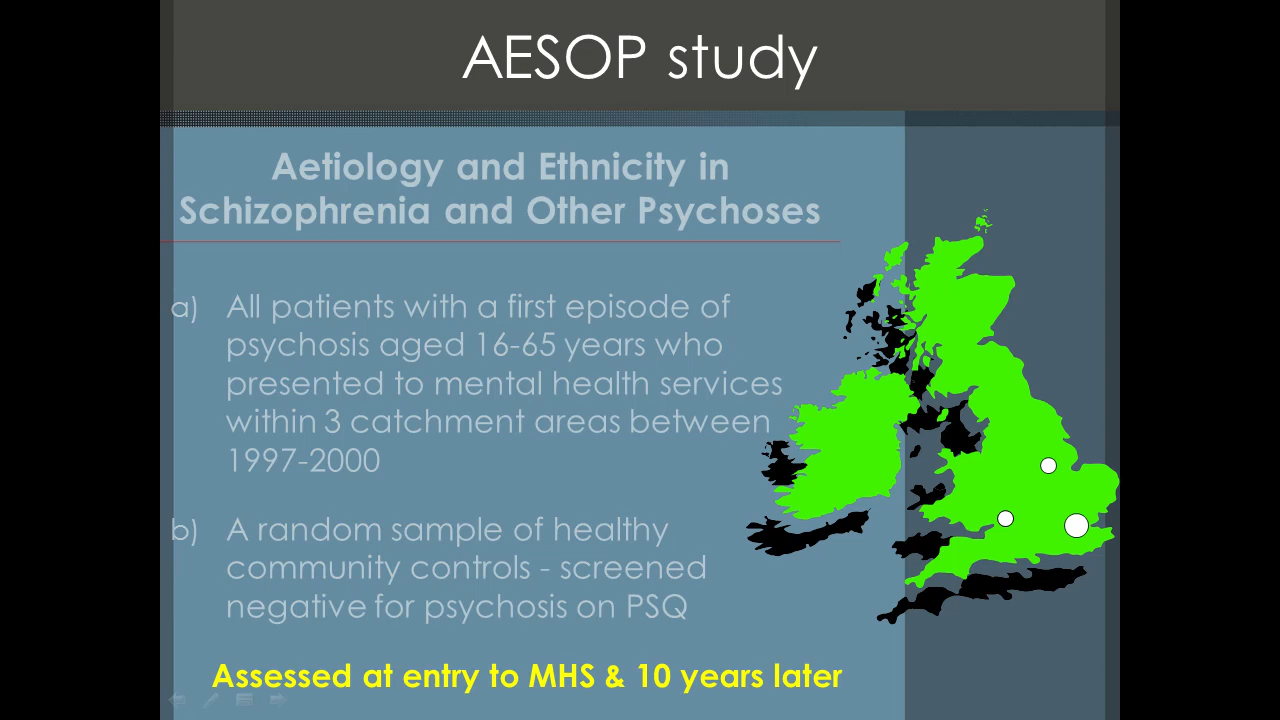 AESOP study
Aetiology and Ethnicity in
Schizophrenia and Other Psychoses
a) All patients with a first episode of
psychosis aged 16-65 years who
presented to mental health services
within 3 catchment areas between
1997-2000
b) A random sample of healthy
community controls - screened
negative for psychosis on PSQ
Assessed at entry to MHS & 10 years later